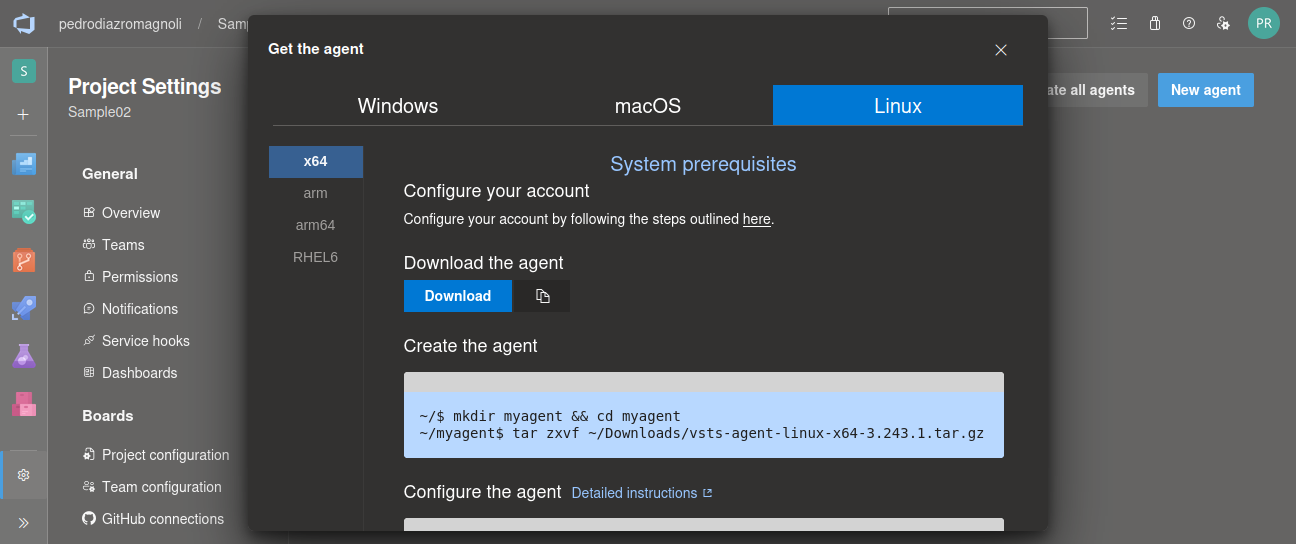 pedrodiazromagnoli / Sam
PR
S
Project Settings
Sample02
General
Overview
Teams
Permissions
Notifications
Service hooks
Dashboards
Boards
Project configuration
Team configuration
GitHub connections
Get the agent
Windows macOS Linux
x64
arm
arm64
RHEL6
System prerequisites
Configure your account
Configure your account by following the steps outlined here.
Download the agent
Download
Create the agent
~/$ mkdir myagent && cd myagent
~/myagent$ tar zxvf ~/Downloads/vsts-agent-linux-x64-3.243.1.tar.gz
Configure the agent Detailed instructions
ate all agents
New agent